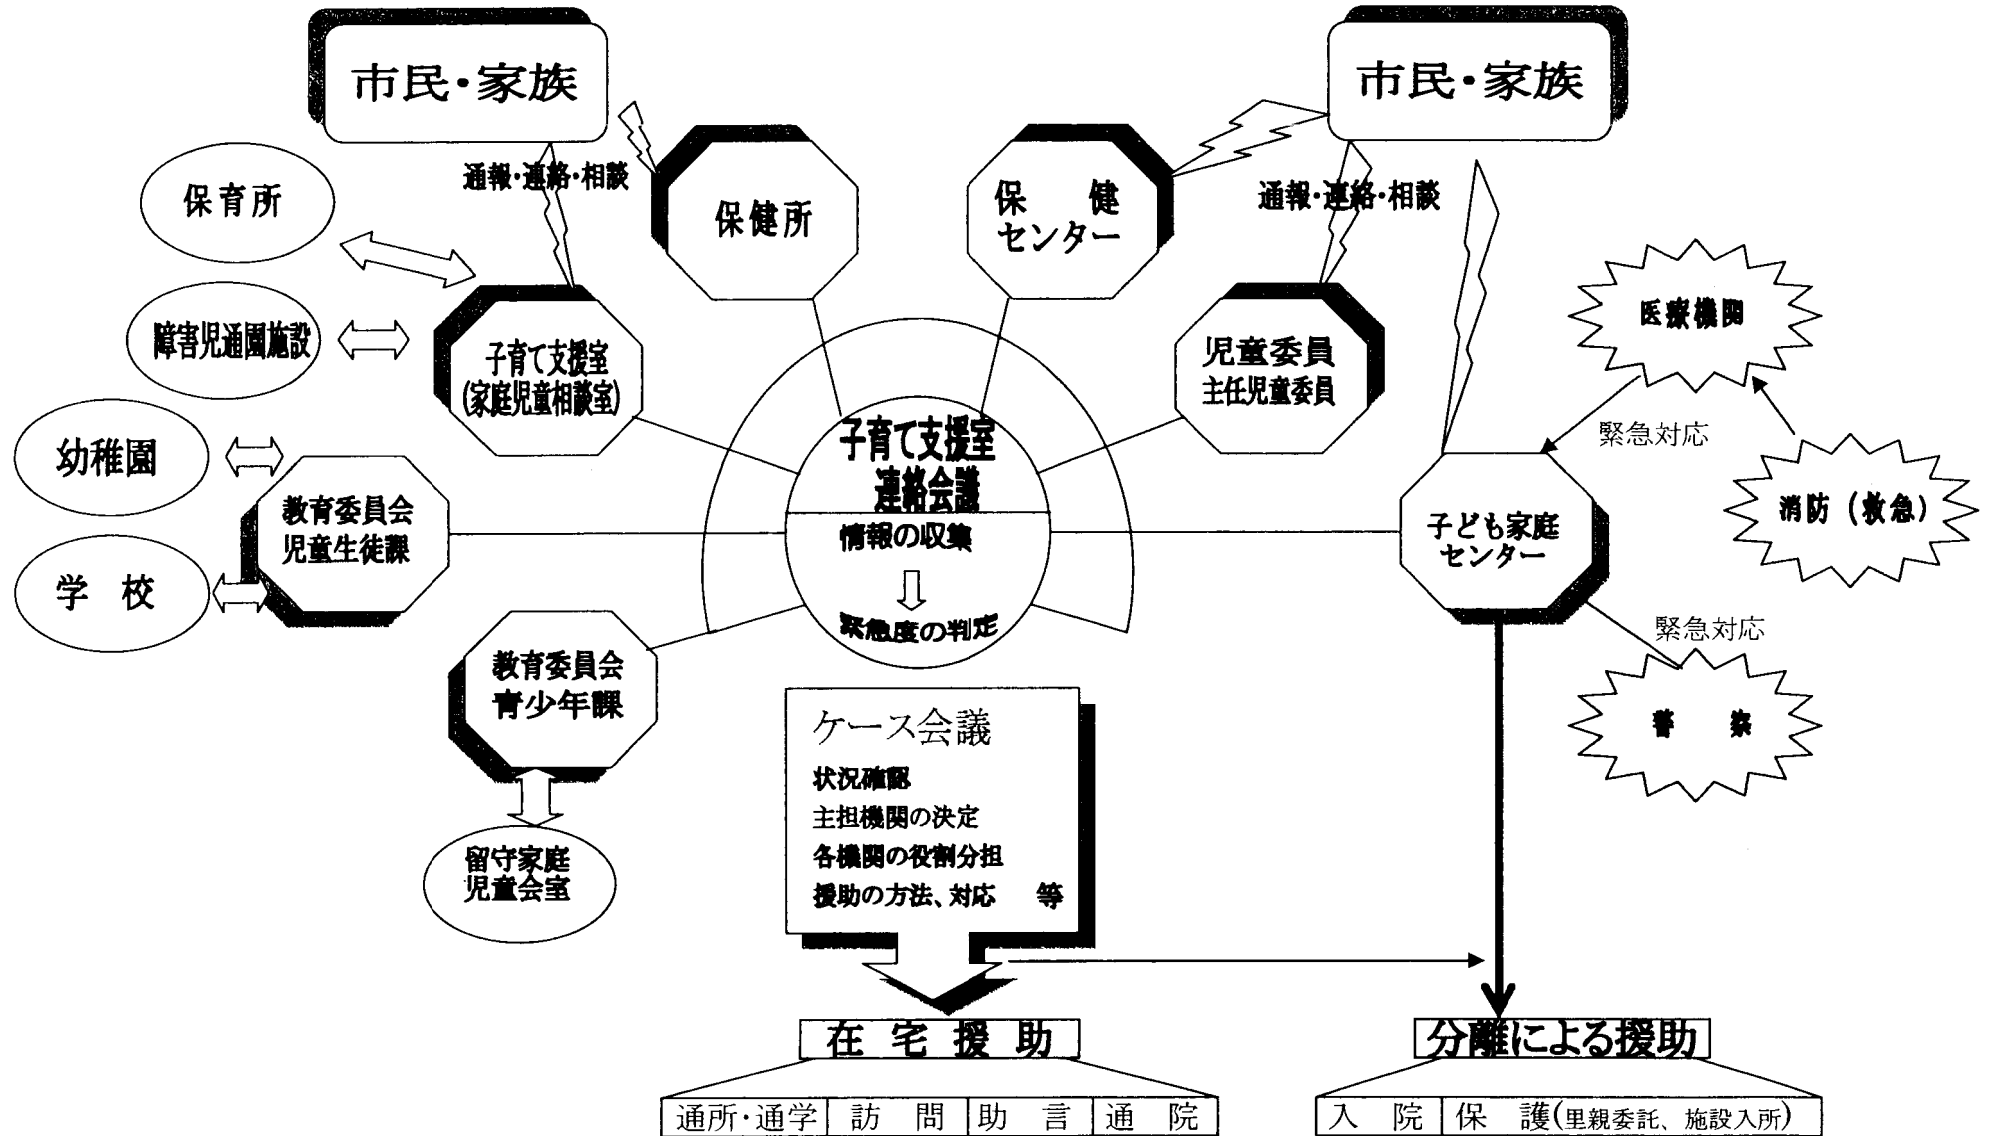 市民・家族
市民・家族
通報・連絡・相談
通報・連絡・相談
保育所
保健所
保　健
センター
障害児通園施設
子育て支援室
(家庭児童相談室)
児童委員
主任児童委員
医療機関
緊急対応
幼稚園
子育て支援室
連絡会議
情報の収集
緊急度の判定
教育委員会
児童生徒課
子ども家庭
センター
消防（救急）
学　校
緊急対応
教育委員会
青少年課
警　察
留守家庭
児童会室
ケース会議
状況確認
主担機関の決定
各機関の役割分担
援助の方法、対応　等
在宅援助
分離による援助
通所・通学　訪　問　助　言　通　院
入　院　保　護(里親委託、施設入所)